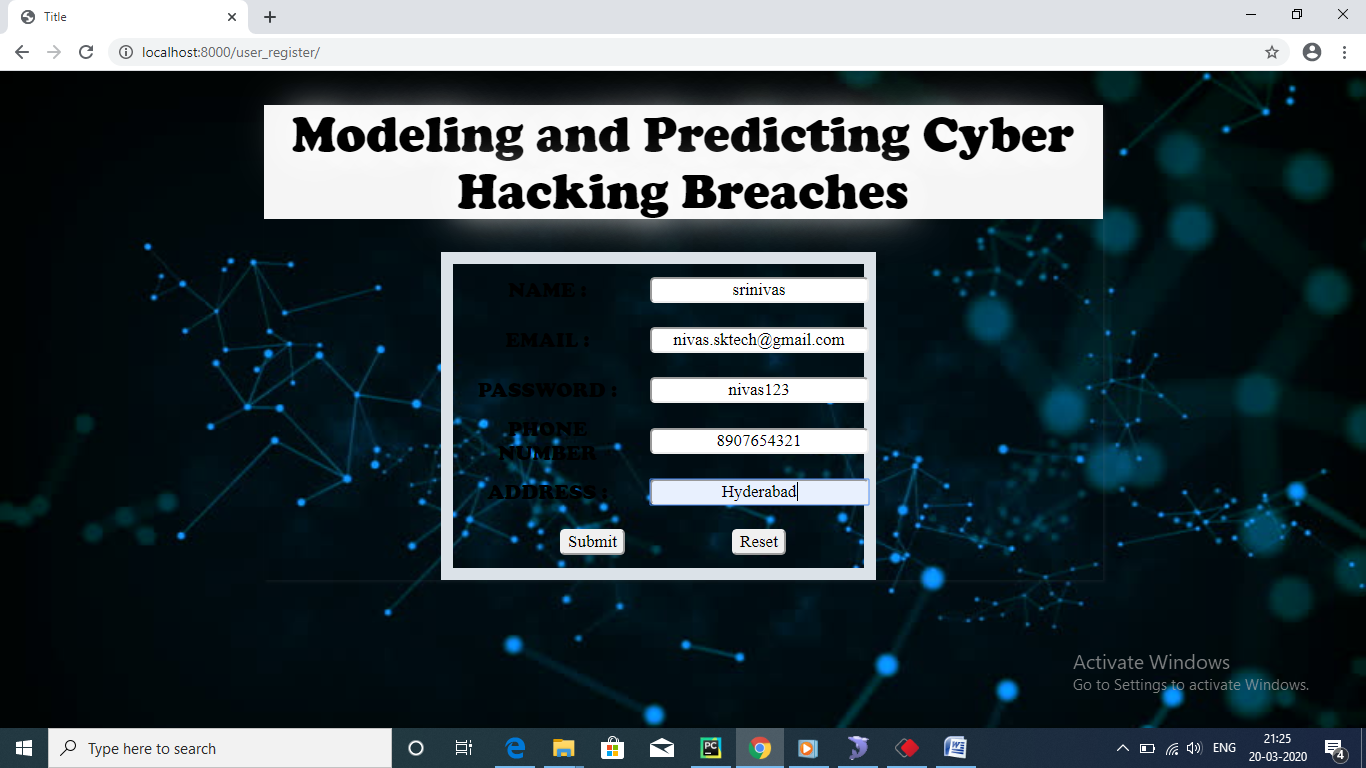 Title
localhost:8000/user_register/
Modeling and Predicting Cyber
Hacking Breaches
NAME : srinivas
EMAIL : nivas.sktech@gmail.com
PASSWORD : nivas123
PHONE
NUMBER 8907654321
ADDRESS : Hyderabad
Submit Reset
Activate Windows
Go to Settings to activate Windows.
Type here to search
PC
W
ENG
21:25
20-03-2020
4